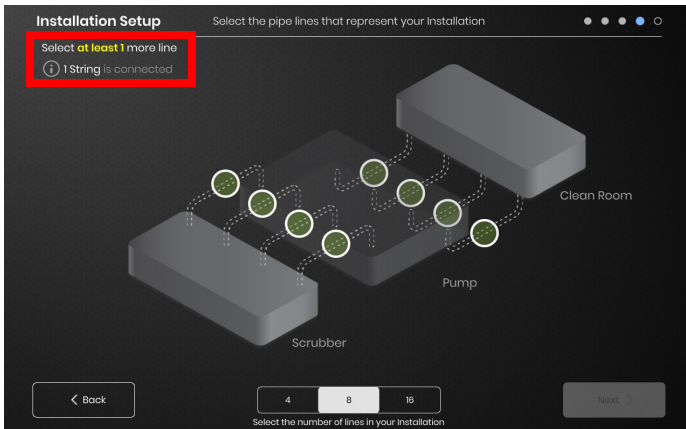 Installation Setup
Select the pipe lines that represent your Installation
Select at least 1 more line
1 String is connected
Clean Room
Pump
Scrubber
Back
4 8 16
Next
Select the number of lines in your Installation